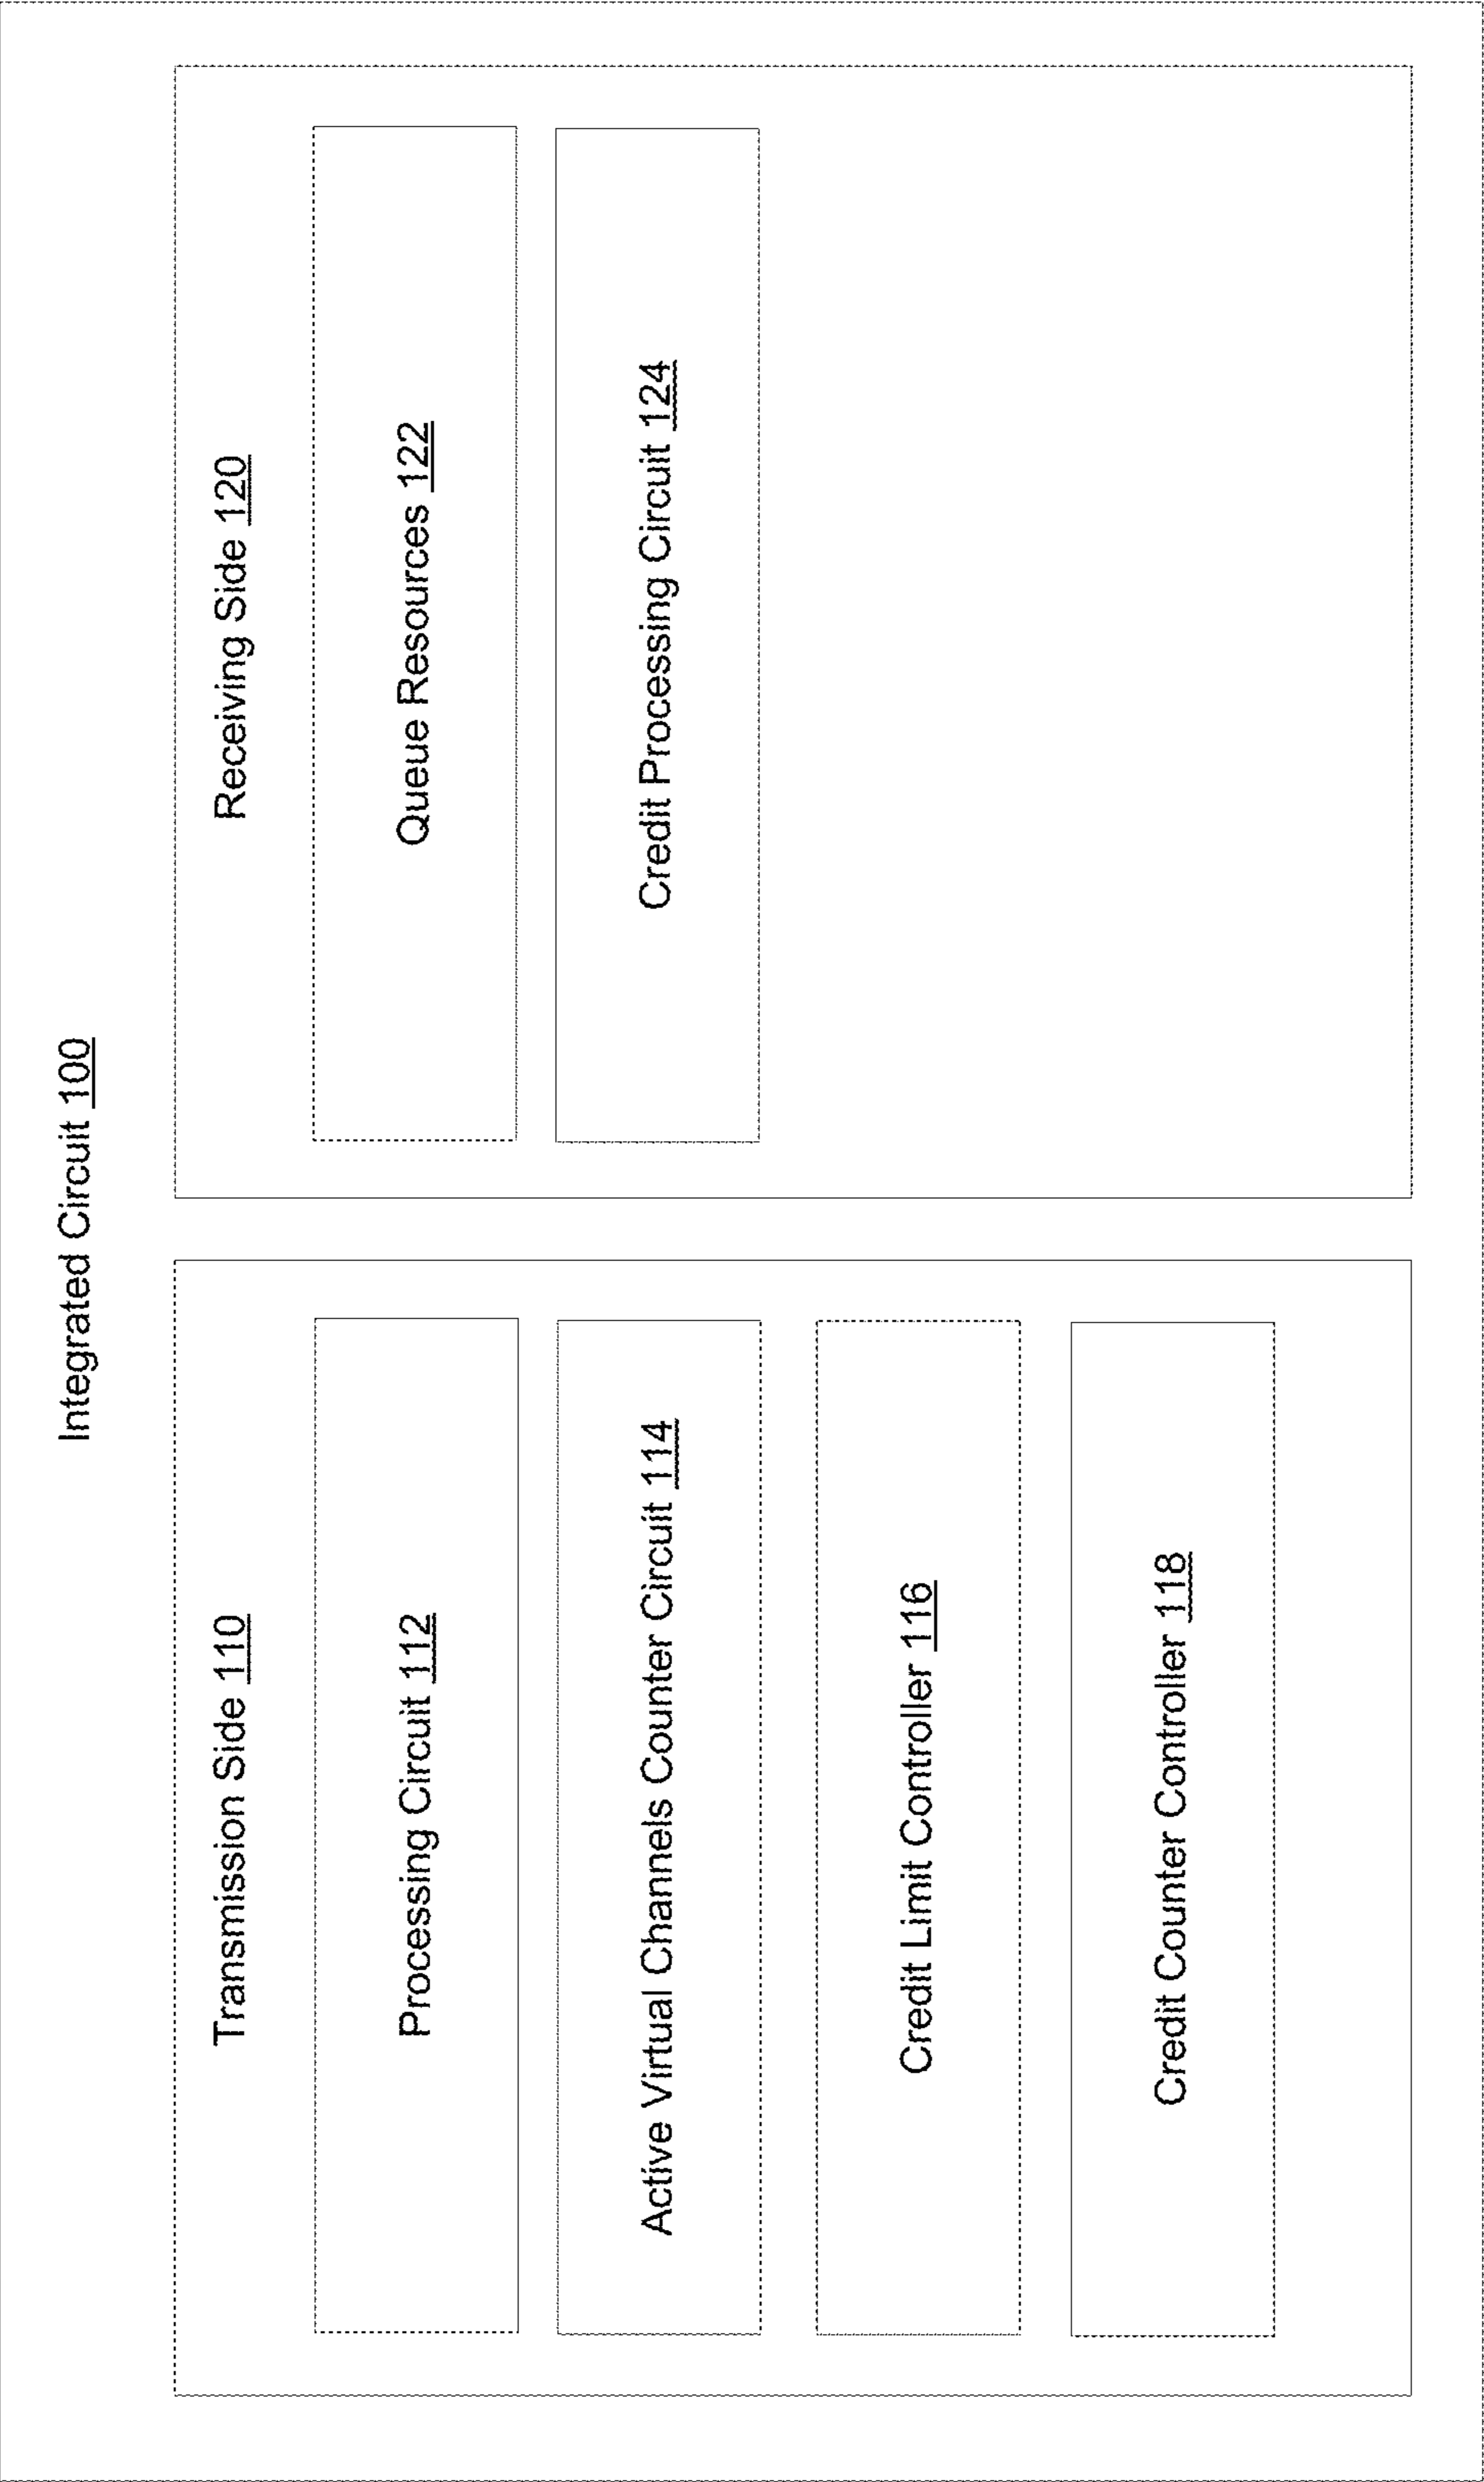 Integrated Circuit 100
Transmission Side 110
Processing Circuit 112
Active Virtual Channels Counter Circuit 114
Credit Limit Controller 116
Credit Counter Controller 118
Receiving Side 120
Queue Resources 122
Credit Processing Circuit 124